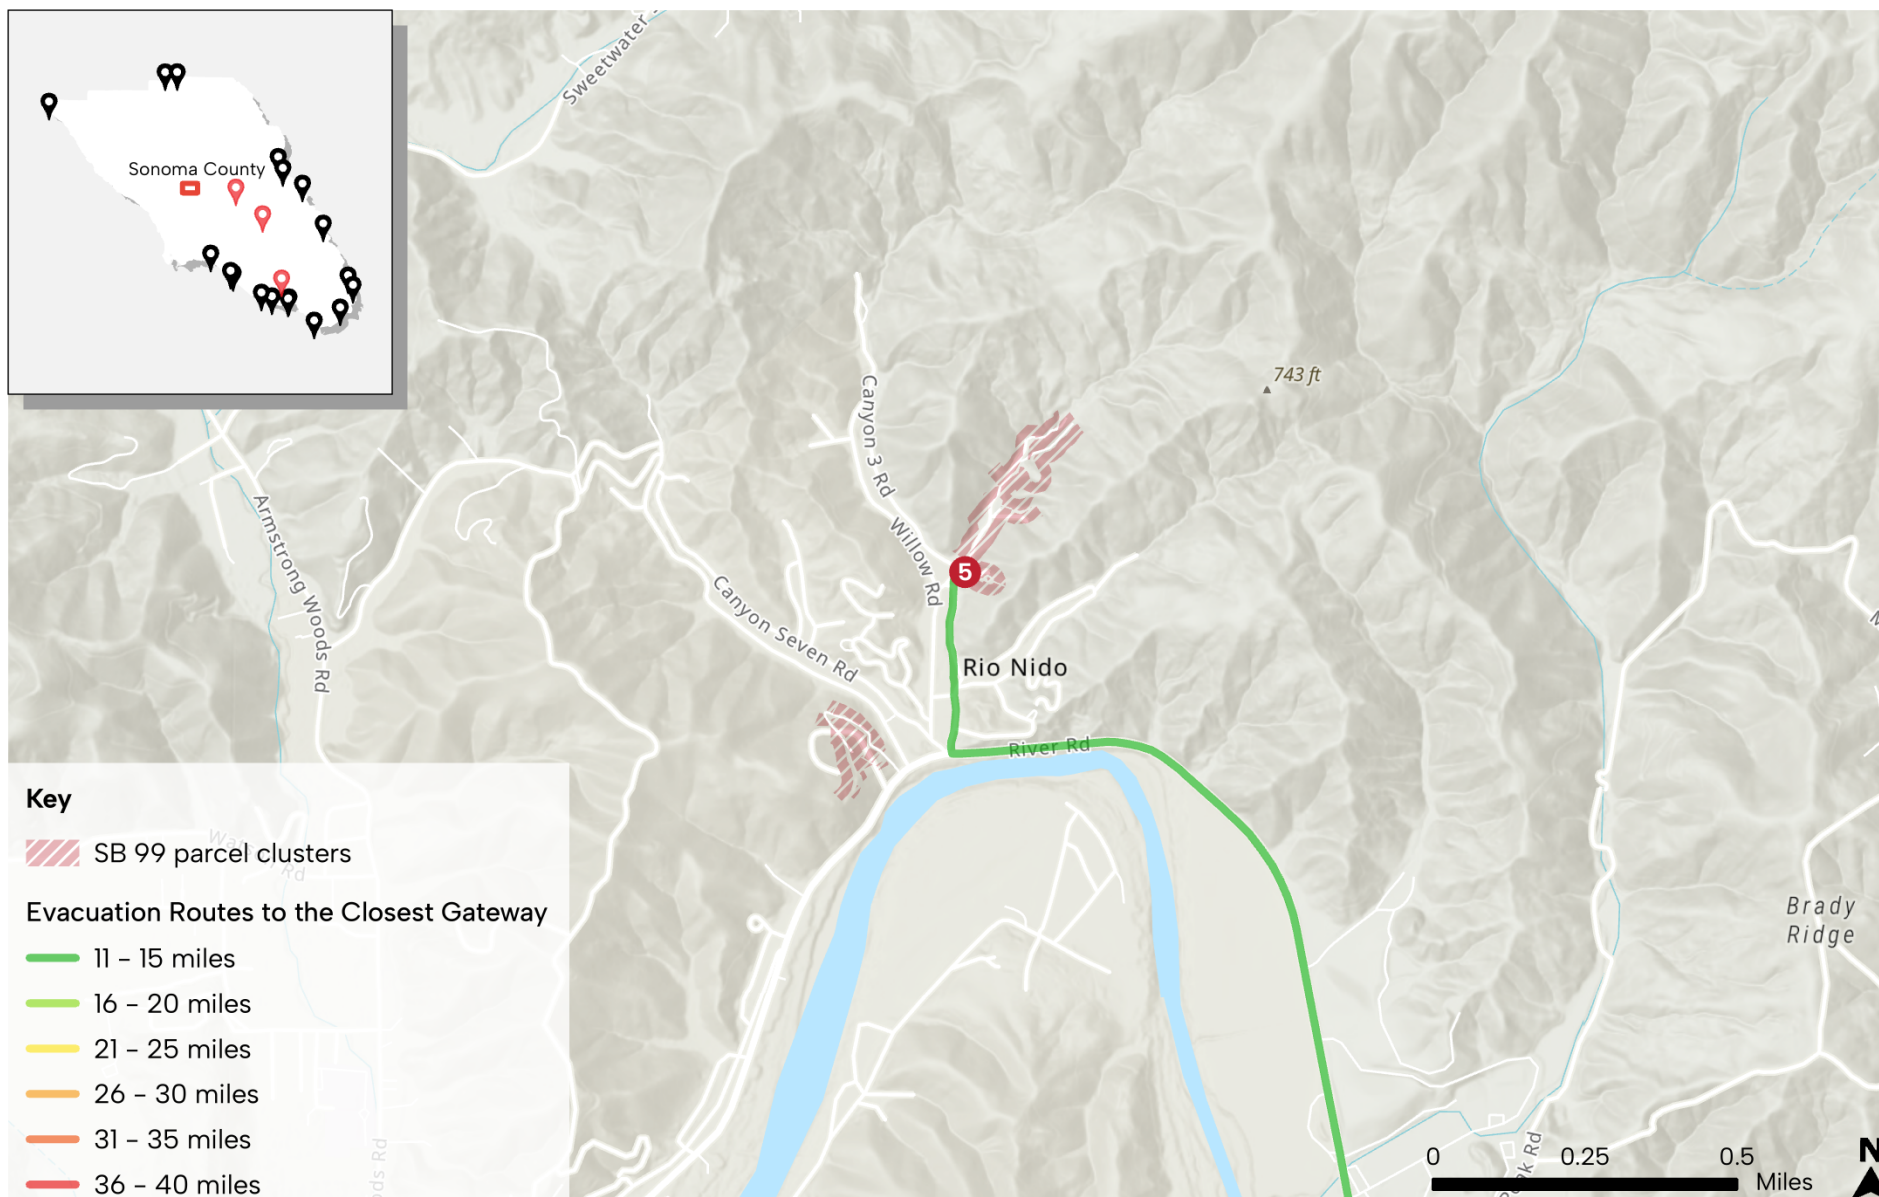 Sonoma County
Sweetwater
743 ft
Canyon 3 Rd
Willow Rd
Armstrong Woods Rd
Canyon Seven Rd
5
Rio Nido
River Rd
Brady
Ridge
Key
SB 99 parcel clusters
Evacuation Routes to the Closest Gateway
11 - 15 miles
16 - 20 miles
21 - 25 miles
26 - 30 miles
31 - 35 miles
36 - 40 miles
Rd
0 0.25 0.5
Miles
N